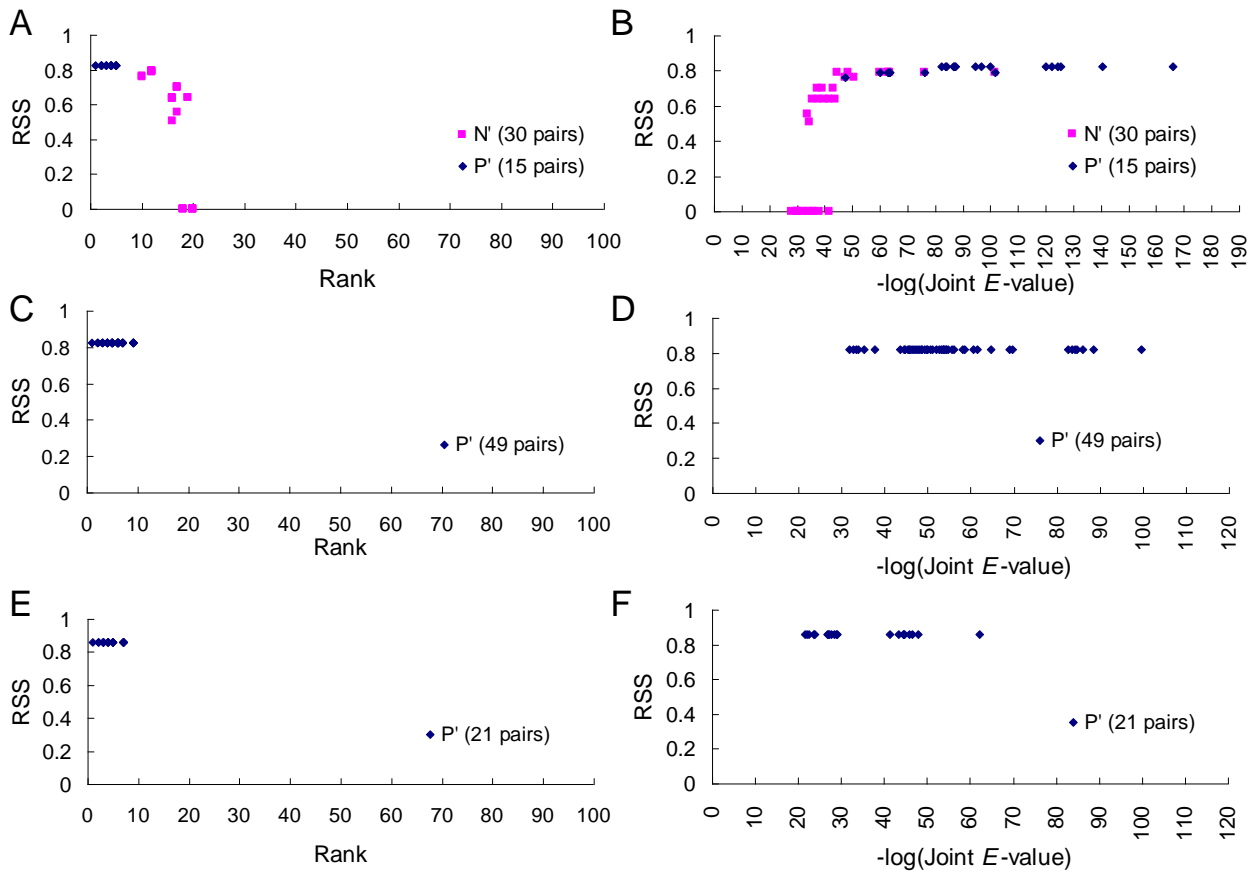 A
1
0.8
0.6
0.4
0.2
0
RSS
N' (30 pairs)
P' (15 pairs)
0 10 20 30 40 50 60 70 80 90 100
Rank
B
1
0.8
0.6
0.4
0.2
0
RSS
N' (30 pairs)
P' (15 pairs)
0 10 20 30 40 50 60 70 80 90 100 110 120 130 140 150 160 170 180 190
-log(Joint E-value)
C
1
0.8
0.6
0.4
0.2
0
RSS
P' (49 pairs)
0 10 20 30 40 50 60 70 80 90 100
Rank
D
1
0.8
0.6
0.4
0.2
0
RSS
P' (49 pairs)
0 10 20 30 40 50 60 70 80 90 100 110 120
-log(Joint E-value)
E
1
0.8
0.6
0.4
0.2
0
RSS
P' (21 pairs)
0 10 20 30 40 50 60 70 80 90 100
Rank
F
1
0.8
0.6
0.4
0.2
0
RSS
P' (21 pairs)
0 10 20 30 40 50 60 70 80 90 100 110 120
-log(Joint E-value)